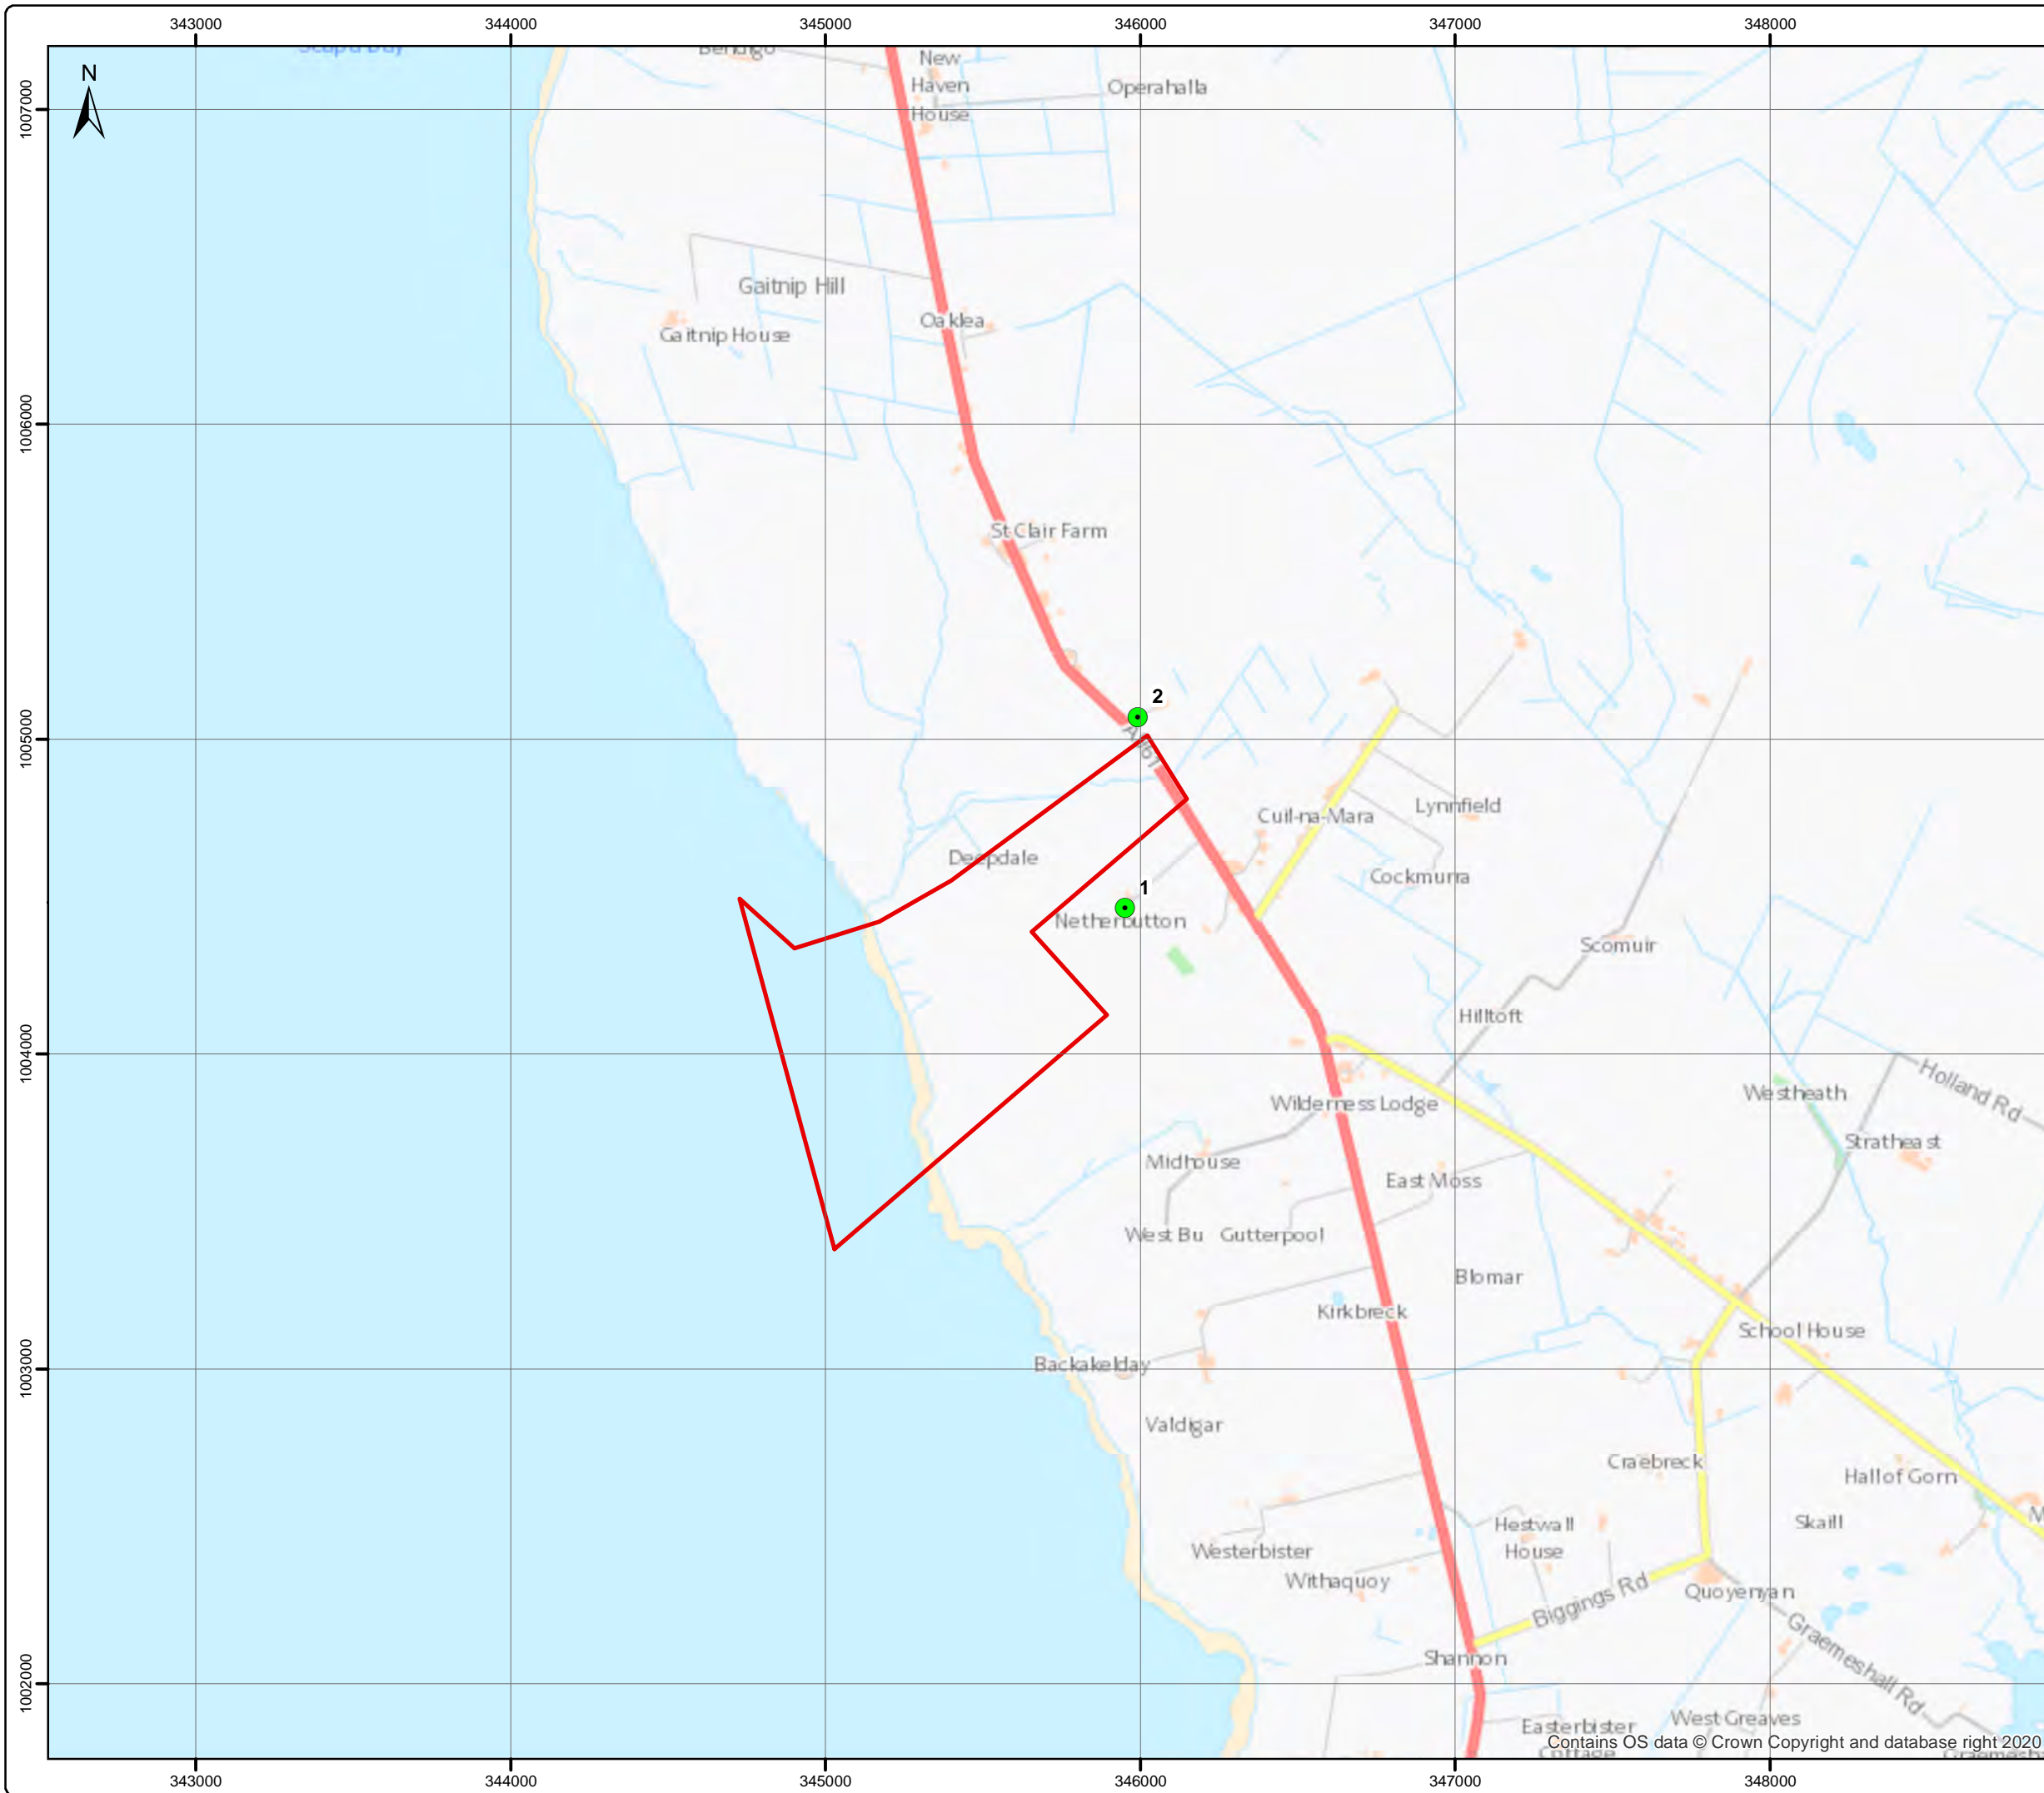 343000 344000 345000 346000 347000 348000
N
1007000
1006000
1005000
1004000
1003000
1002000
New
Haven
House
Operahalla
Gaitnip Hill
Oaklea
Gaitnip House
St Clair Farm
2
Cuil-na-Mara
Lynnfield
Deepdale
Cockmurra
1
Netherbutton
Scomuir
Hilltoft
Holland Rd
Westheath
Wilderness Lodge
Stratheast
Midhouse
East Moss
West Bu
Gutterpool
Blomar
Kirkbreck
School House
Backakelday
Valdigar
Craebreck
Hall of Gorn
Hestwall
House
Skaill
Westerbister
Withaquoy
Biggings Rd
Quoyenyan
Graemeshall Rd
Shannon
West Greaves
Easterbister
Contains OS data © Crown Copyright and database right 2020
343000 344000 345000 346000 347000 348000